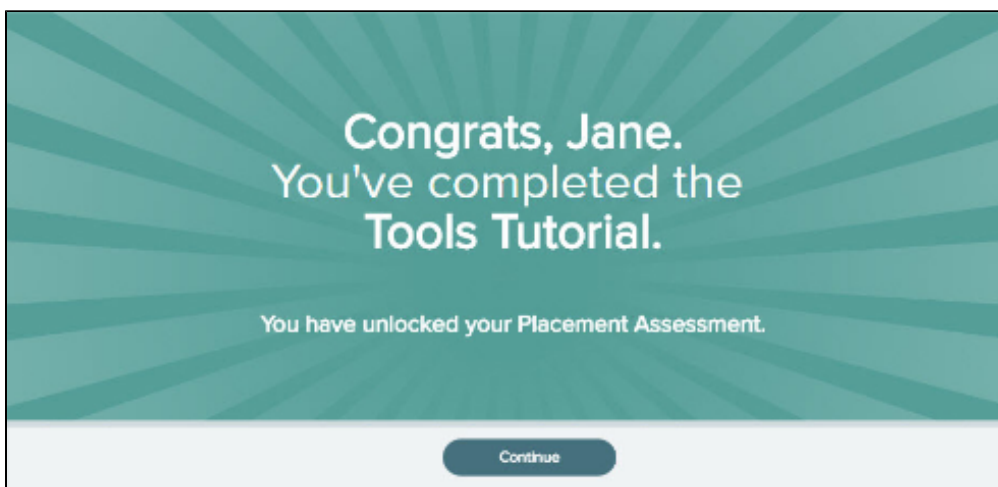 Congrats, Jane.
You've completed the
Tools Tutorial.
You have unlocked your Placement Assessment.
Continue